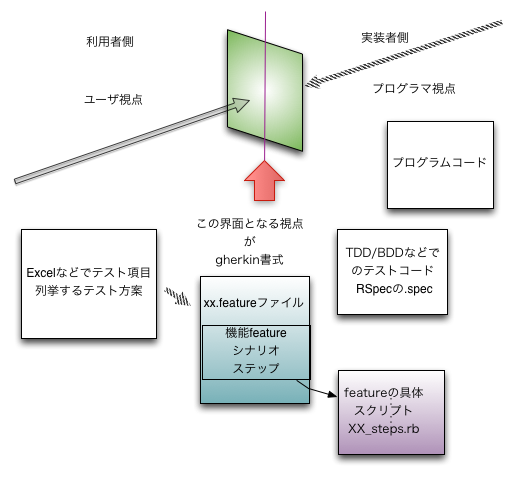 利用者側
実装者側
ユーザ視点
プログラマ視点
プログラムコード
この界面となる視点
が
gherkin書式
Excelなどでテスト項目
列挙するテスト方案
TDD/BDDなどで
のテストコード
RSpecの.spec
xx.featureファイル
機能feature
シナリオ
ステップ
featureの具体
スクリプト
XX_steps.rb